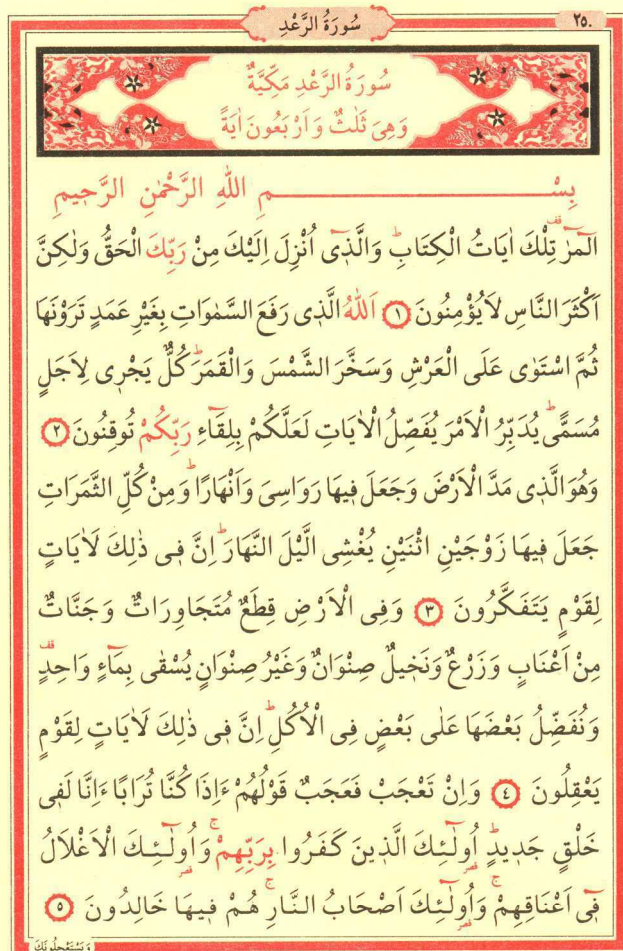 سُورَةُ الرَّعْدِ
٢٥٠
سُورَةُ الرَّعْدِ مَكِّيَّةٌ
وَهِيَ ثَلٰثٌ وَاَرْبَعُونَ اٰيَةً
بِسْمِ اللّٰهِ الرَّحْمٰنِ الرَّحِيمِ
الٓمٓرٰ۠ تِلْكَ اٰيَاتُ الْكِتَابِۜ وَالَّذٓى اُنْزِلَ اِلَيْكَ مِنْ رَبِّكَ الْحَقُّ وَلٰكِنَّ
اَكْثَرَ النَّاسِ لَايُؤْمِنُونَ ﴿١﴾ اَللّٰهُ الَّذٖى رَفَعَ السَّمٰوَاتِ بِغَيْرِ عَمَدٍ تَرَوْنَهَا
ثُمَّ اسْتَوٰى عَلَى الْعَرْشِ وَسَخَّرَ الشَّمْسَ وَالْقَمَرَۜ كُلٌّ يَجْرٖى لِاَجَلٍ
مُسَمًّىۜ يُدَبِّرُ الْاَمْرَ يُفَصِّلُ الْاٰيَاتِ لَعَلَّكُمْ بِلِقَٓاءِ رَبِّكُمْ تُوقِنُونَ ﴿٢﴾
وَهُوَ الَّذٖى مَدَّ الْاَرْضَ وَجَعَلَ فٖيهَا رَوَاسِىَ وَاَنْهَارًاۜ وَمِنْ كُلِّ الثَّمَرَاتِ
جَعَلَ فٖيهَا زَوْجَيْنِ اثْنَيْنِ يُغْشِى الَّيْلَ النَّهَارَۜ اِنَّ فٖى ذٰلِكَ لَاٰيَاتٍ
لِقَوْمٍ يَتَفَكَّرُونَ ﴿٣﴾ وَفِى الْاَرْضِ قِطَعٌ مُتَجَاوِرَاتٌ وَجَنَّاتٌ
مِنْ اَعْنَابٍ وَزَرْعٌ وَنَخٖيلٌ صِنْوَانٌ وَغَيْرُ صِنْوَانٍ يُسْقٰى بِمَٓاءٍ وَاحِدٍ۠
وَنُفَضِّلُ بَعْضَهَا عَلٰى بَعْضٍ فِى الْاُكُلِۜ اِنَّ فٖى ذٰلِكَ لَاٰيَاتٍ لِقَوْمٍ
يَعْقِلُونَ ﴿٤﴾ وَاِنْ تَعْجَبْ فَعَجَبٌ قَوْلُهُمْ ءَاِذَا كُنَّا تُرَابًا ءَاِنَّا لَفٖى
خَلْقٍ جَدٖيدٍۜ اُولٰٓئِكَ الَّذٖينَ كَفَرُوا بِرَبِّهِمْۚ وَاُولٰٓئِكَ الْاَغْلَالُ
فٖٓى اَعْنَاقِهِمْۚ وَاُولٰٓئِكَ اَصْحَابُ النَّارِۚ هُمْ فٖيهَا خَالِدُونَ ﴿٥﴾
وَيَسْتَعْجِلُونَكَ